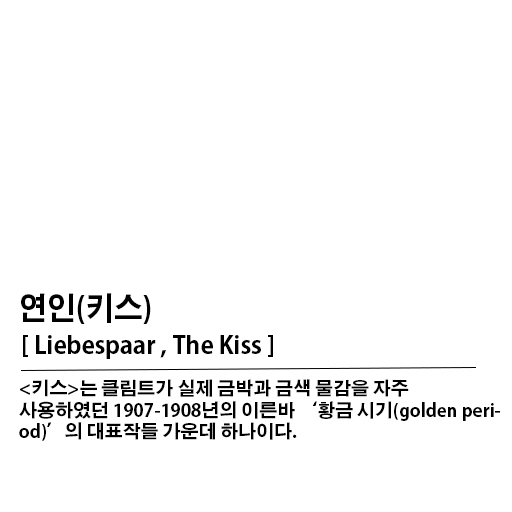 연인(키스)
[ Liebespaar , The Kiss ]
<키스>는 클림트가 실제 금박과 금색 물감을 자주
사용하였던 1907-1908년의 이른바 ‘황금 시기(golden peri-
od)’의 대표작들 가운데 하나이다.